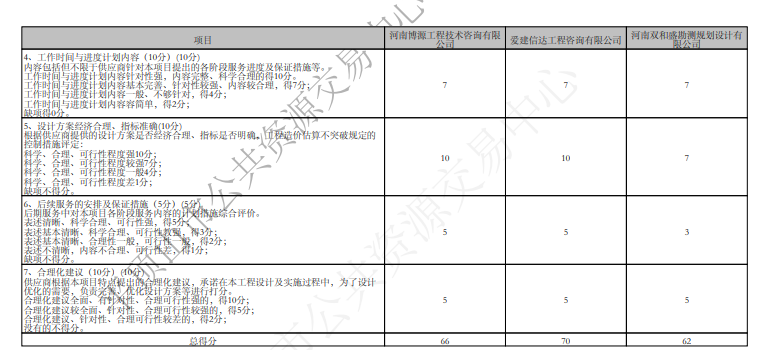 项目
河南博源工程技术咨询有限公司
爱建信达工程咨询有限公司
河南双和盛勘测规划设计有限公司
4、工作时间与进度计划内容（10分）(10分)
内容包括但不限于供应商针对本项目提出的各阶段服务进度及保证措施等。
工作时间与进度计划内容针对性强，内容完整、科学合理的得10分。
工作时间与进度计划内容基本完善、针对性较强、内容较合理，得7分；
工作时间与进度计划内容一般、不够针对，得4分；
工作时间与进度计划内容容简单，得2分；
缺项得0分。
7
7
7
5、设计方案经济合理、指标准确(10分)
根据供应商提供的设计方案是否经济合理、指标是否明确，工程造价估算不突破规定的
控制措施评定：
科学、合理、可行性程度强10分；
科学、合理、可行性程度较强7分；
科学、合理、可行性程度一般4分；
科学、合理、可行性程度差1分；
缺项不得分。
10
10
7
6、后续服务的安排及保证措施（5分）(5分)
后期服务中对本项目各阶段服务内容的计划措施综合评价。
表述清晰、科学合理、可行性强，得5分；
表述基本清晰、科学合理、可行性较强，得3分；
表述基本清晰、合理性一般，可行性一般，得2分；
表述不清晰，内容不合理、可行性差，得1分；
缺项不得分。
5
5
3
7、合理化建议（10分）(10分)
供应商根据本项目特点提出的合理化建议，承诺在本工程设计及实施过程中，为了设计
优化的需要，负责完善、优化设计方案等进行打分。
合理化建议全面、有针对性、合理可行性强的，得10分；
合理化建议较全面、针对性、合理可行性较强的，得5分；
合理化建议、针对性、合理可行性较差的，得2分；
没有的不得分。
5
5
5
总得分
66
70
62
市公共资源交易中心
市公共资源交易中心